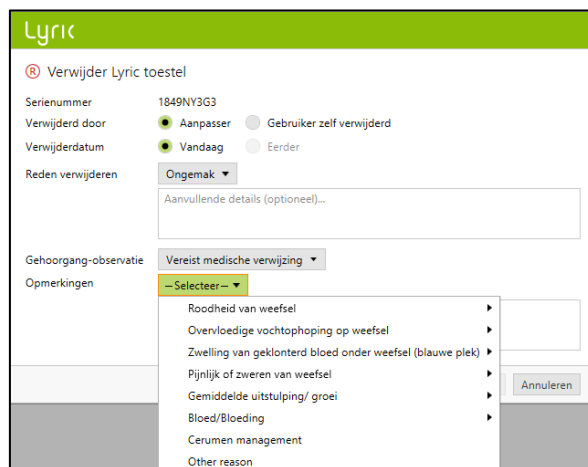 Lyric
R Verwijder Lyric toestel
Serienummer 1849NY3G3
Verwijderd door Aanpasser Gebruiker zelf verwijderd
Verwijderdatum Vandaag Eerder
Reden verwijderen Ongemak
Aanvullende details (optioneel)...
Gehoorgang-observatie Vereist medische verwijzing
Opmerkingen —Selecteer—
Roodheid van weefsel
Overvloedige vochtophoping op weefsel
Zwelling van geklonterd bloed onder weefsel (blauwe plek)
Pijnlijk of zweren van weefsel
Gemiddelde uitstulping/ groei
Annuleren
Bloed/Bloeding
Cerumen management
Other reason